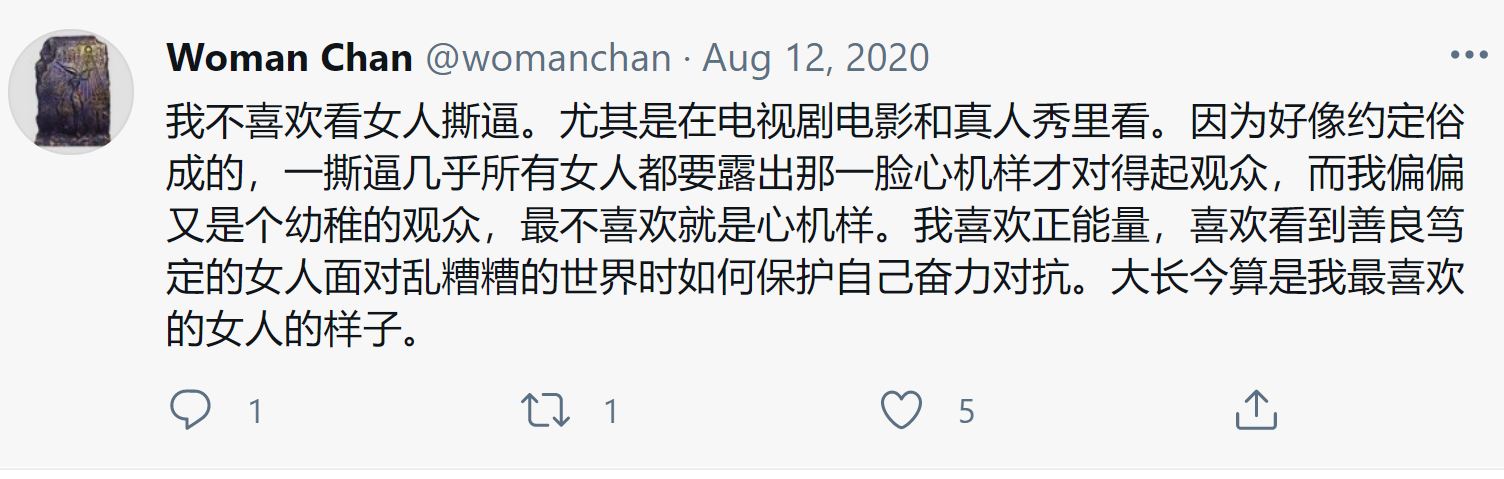 Woman Chan @womanchan · Aug 12, 2020
我不喜欢看女人撕逼。尤其是在电视剧电影和真人秀里看。因为好像约定俗
成的，一撕逼几乎所有女人都要露出那一脸心机样才对得起观众，而我偏偏
又是个幼稚的观众，最不喜欢就是心机样。我喜欢正能量，喜欢看到善良笃
定的女人面对乱糟糟的世界时如何保护自己奋力对抗。大长今算是我最喜欢
的女人的样子。
1 1 5